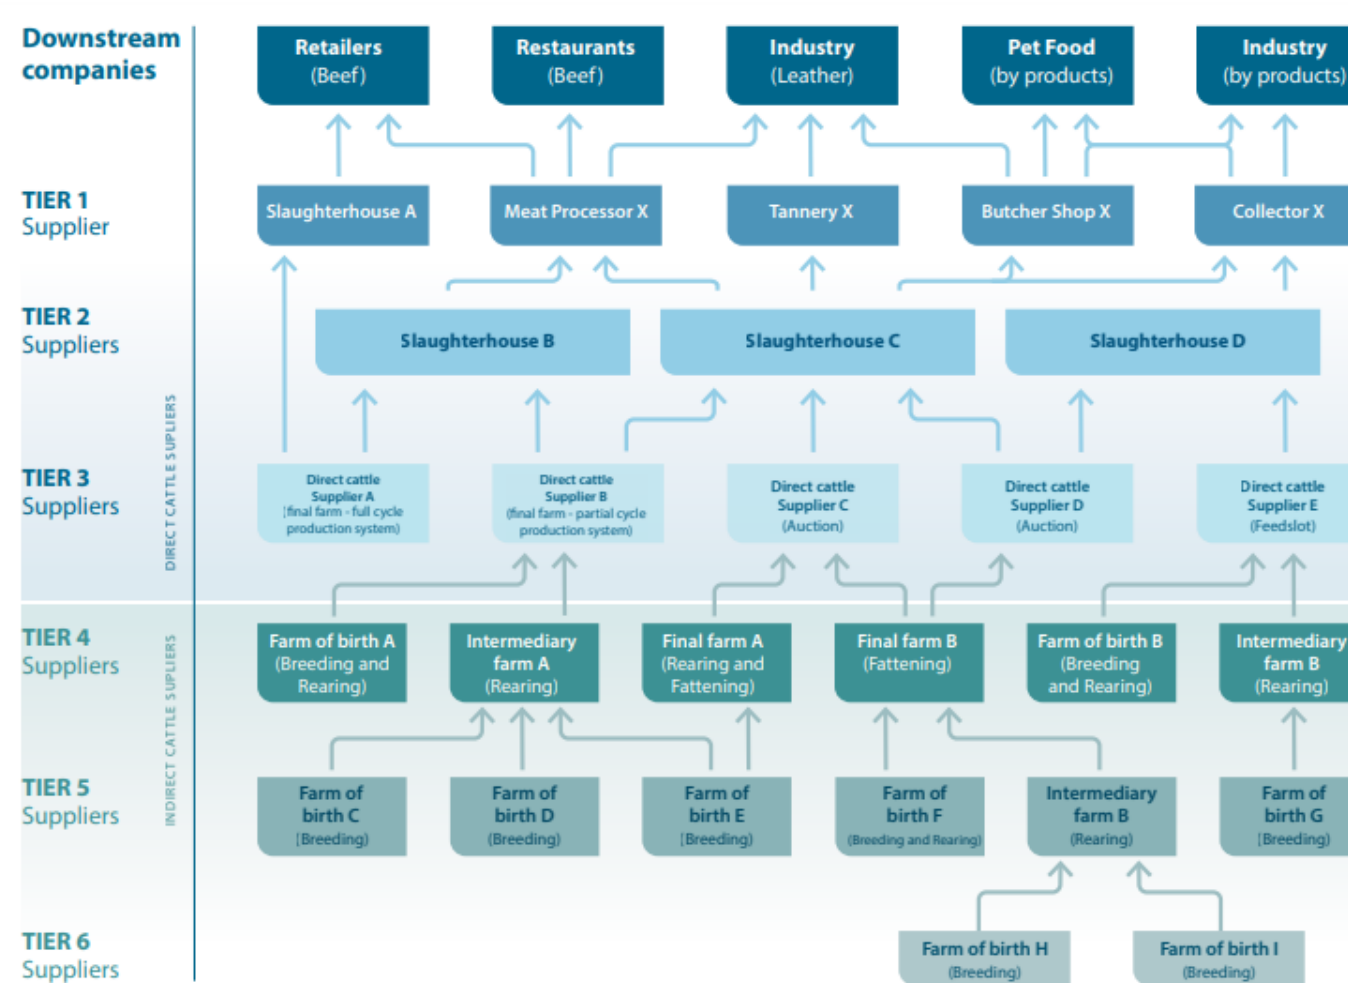 Downstream
companies
Retailers
(Beef)
Restaurants
(Beef)
Industry
(Leather)
Pet Food
(by products)
Industry
(by products)
TIER 1
Supplier
Slaughterhouse A
Meat Processor X
Tannery X
Butcher Shop X
Collector X
TIER 2
Suppliers
Slaughterhouse B
Slaughterhouse C
Slaughterhouse D
DIRECT CATTLE SUPLIERS
TIER 3
Suppliers
Direct cattle
Supplier A
(final farm - full cycle
production system)
Direct cattle
Supplier B
(final farm - partial cycle
production system)
Direct cattle
Supplier C
(Auction)
Direct cattle
Supplier D
(Auction)
Direct cattle
Supplier E
(Feedslot)
INDIRECT CATTLE SUPLIERS
TIER 4
Suppliers
Farm of birth A
(Breeding and
Rearing)
Intermediary
farm A
(Rearing)
Final farm A
(Rearing and
Fattening)
Final farm B
(Fattening)
Farm of birth B
(Breeding
and Rearing)
Intermediary
farm B
(Rearing)
TIER 5
Suppliers
Farm of
birth C
(Breeding)
Farm of
birth D
(Breeding)
Farm of
birth E
(Breeding)
Farm of
birth F
(Breeding and Rearing)
Intermediary
farm B
(Rearing)
Farm of
birth G
(Breeding)
TIER 6
Suppliers
Farm of birth H
(Breeding)
Farm of birth I
(Breeding)